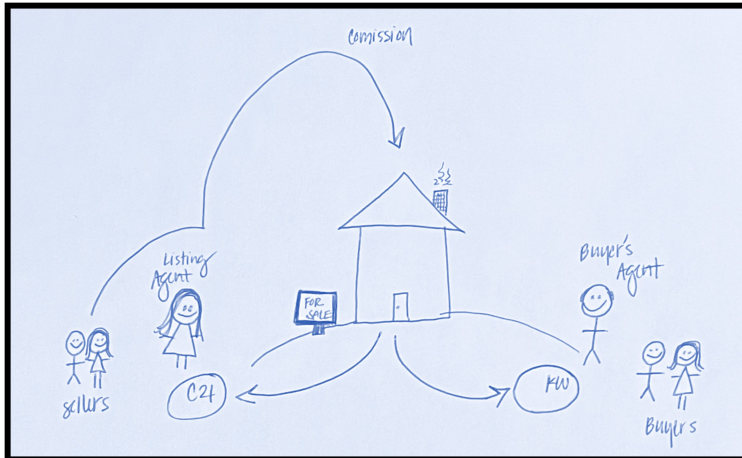 Comission
Listing
Agent
Buyer's
Agent
FOR
SALE
C21
KW
sellers
Buyers